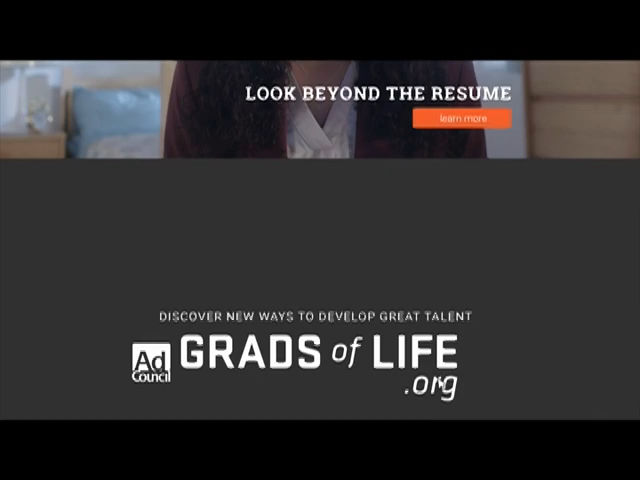 LOOK BEYOND THE RESUME
learn more
DISCOVER NEW WAYS TO DEVELOP GREAT TALENT
Ad Council
GRADS of LIFE
.org